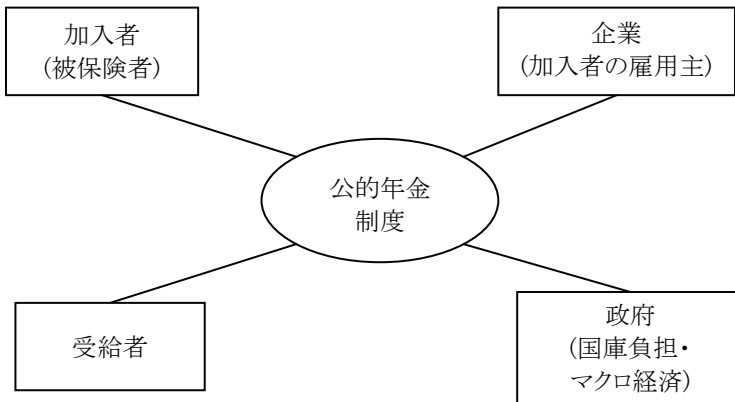 加入者
(被保険者)
企業
(加入者の雇用主)
公的年金
制度
受給者
政府
(国庫負担・
マクロ経済)